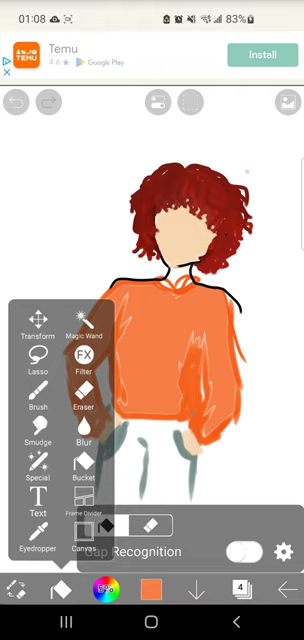 01:08 83%
Temu
4.6 ★ Google Play
Install
TEMU
Transform Magic Wand
Lasso FX Filter
Brush Eraser
Smudge Blur
Special Bucket
Text Frame Divider
Eyedropper Canvas
Gap Recognition
4